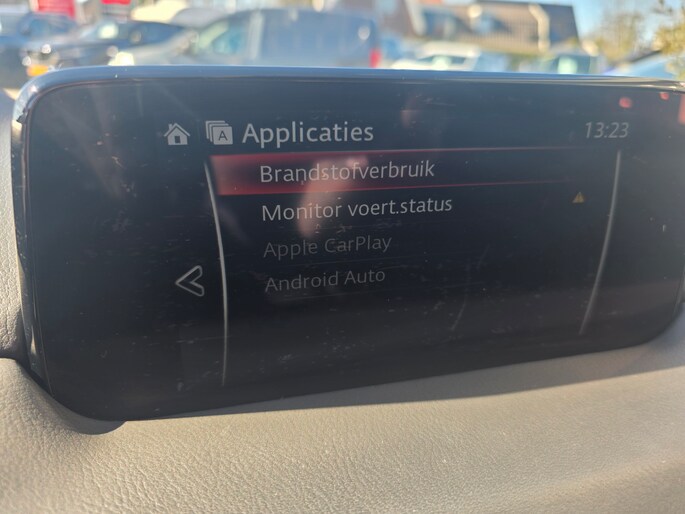 A Applicaties 13:23
Brandstofverbruik
Monitor voert.status
Apple CarPlay
Android Auto